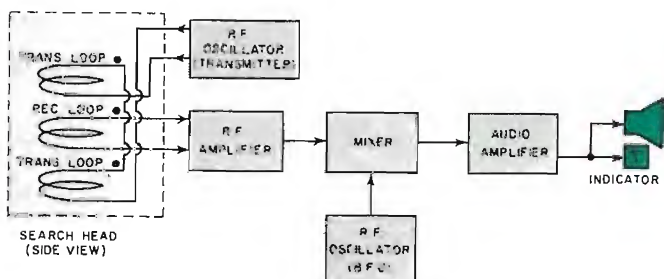 TRANS LOOP
REC LOOP
TRANS LOOP
SEARCH HEAD
(SIDE VIEW)
R F
OSCILLATOR
(TRANSMITTER)
R F
AMPLIFIER
MIXER
AUDIO
AMPLIFIER
INDICATOR
R F
OSCILLATOR
(B F O)